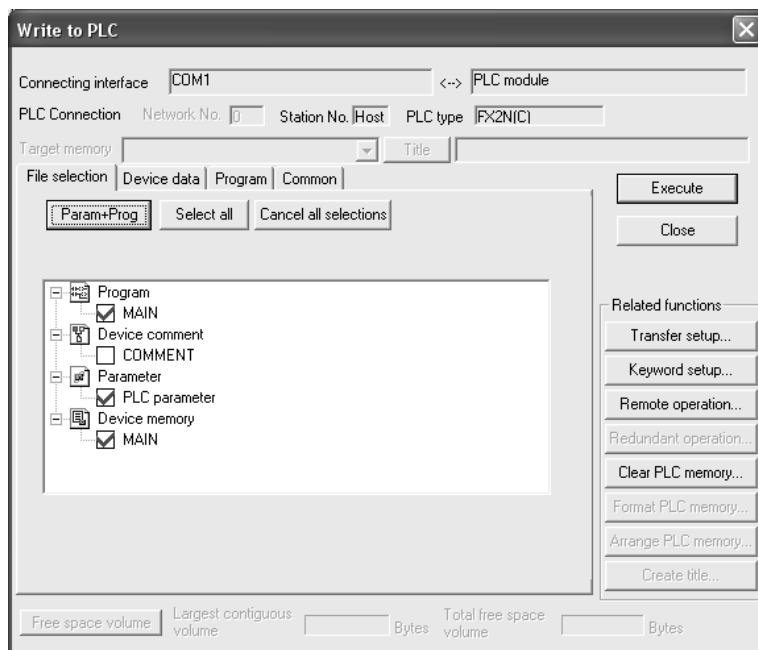 Write to PLC
Connecting interface COM1 <--> PLC module
PLC Connection Network No. 0 Station No. Host PLC type FX2N(C)
Target memory Title
File selection Device data Program Common
Param+Prog Select all Cancel all selections
Execute
Close
Program
MAIN
Device comment
COMMENT
Parameter
PLC parameter
Device memory
MAIN
Related functions
Transfer setup...
Keyword setup...
Remote operation...
Redundant operation...
Clear PLC memory...
Format PLC memory...
Arrange PLC memory...
Create title...
Free space volume Largest contiguous volume Bytes Total free space volume Bytes